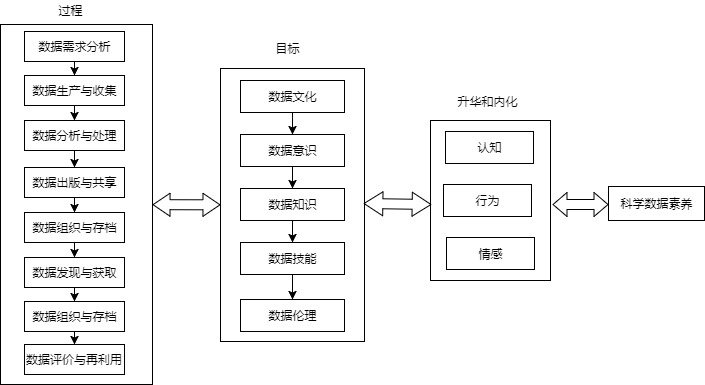 过程
数据需求分析
数据生产与收集
数据分析与处理
数据出版与共享
数据组织与存档
数据发现与获取
数据组织与存档
数据评价与再利用
目标
数据文化
数据意识
数据知识
数据技能
数据伦理
升华和内化
认知
行为
情感
科学数据素养